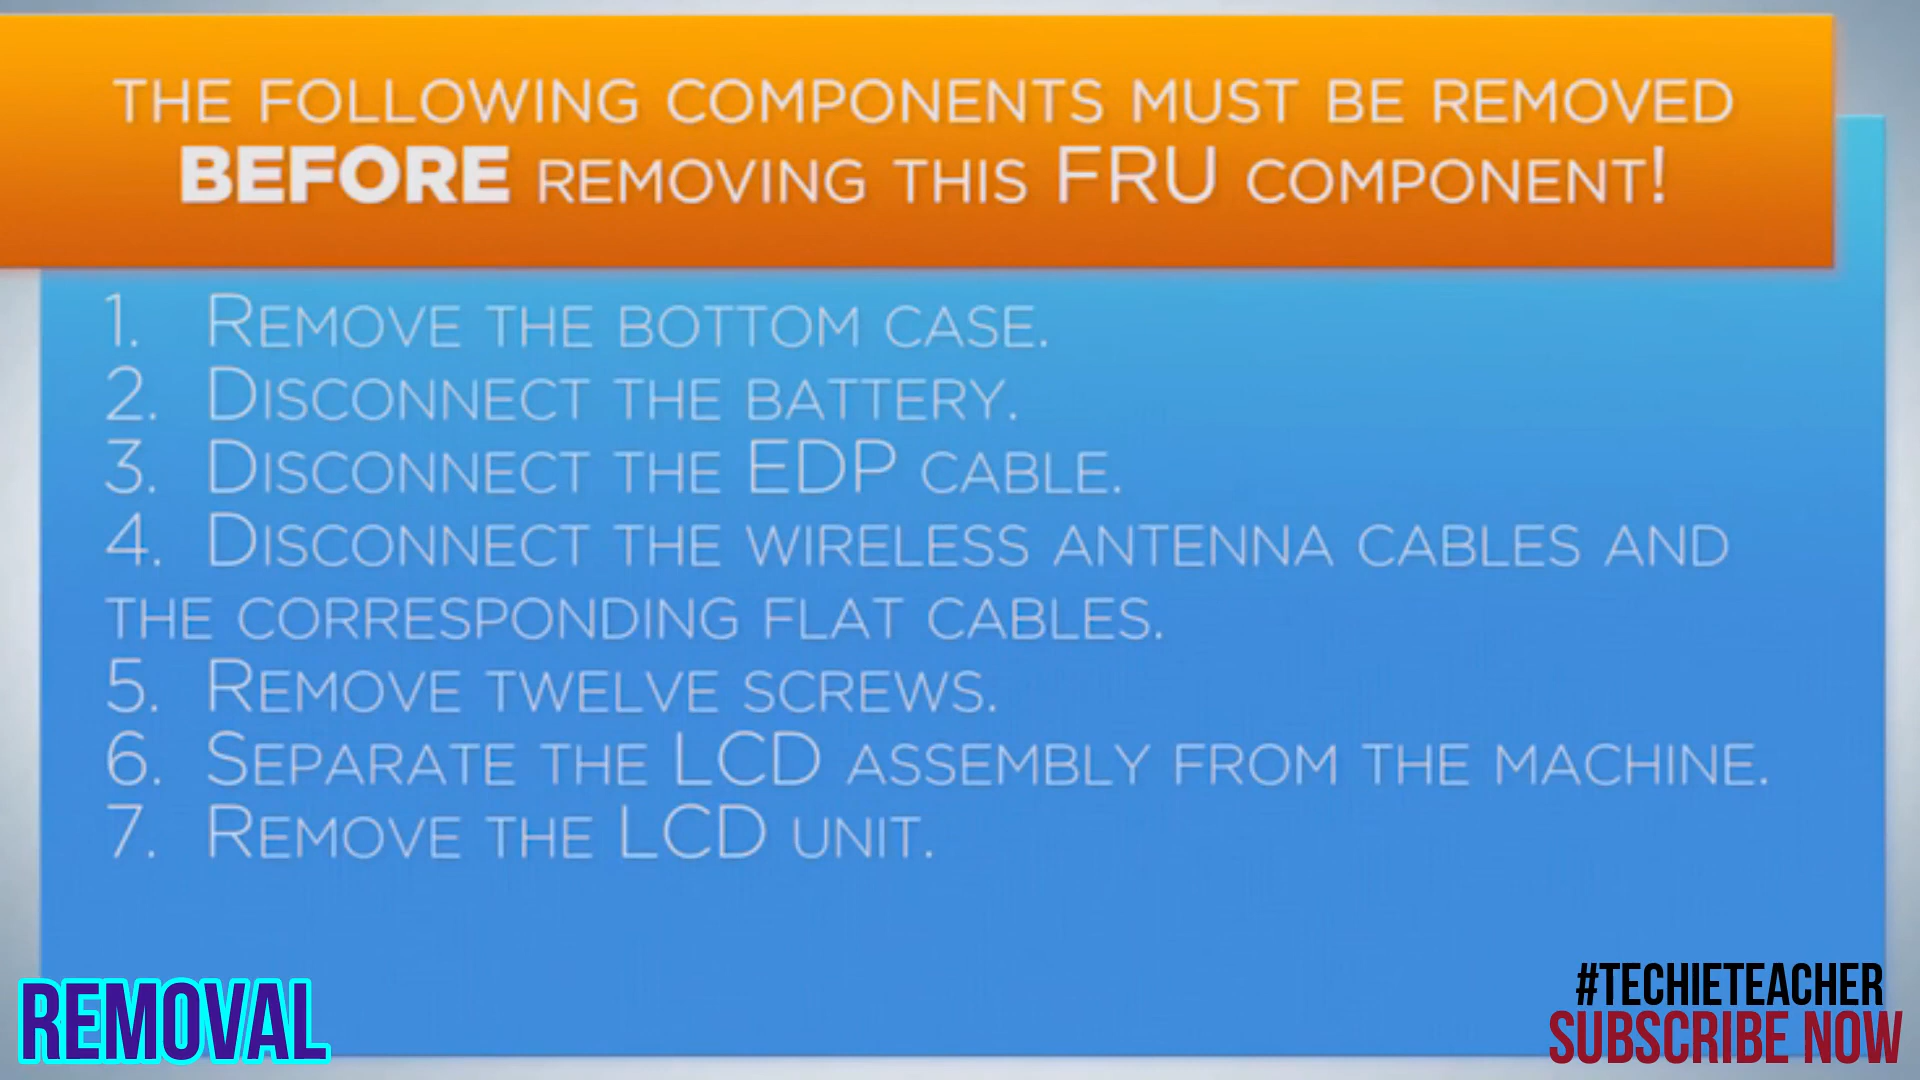 THE FOLLOWING COMPONENTS MUST BE REMOVED
BEFORE REMOVING THIS FRU COMPONENT!
1. REMOVE THE BOTTOM CASE.
2. DISCONNECT THE BATTERY.
3. DISCONNECT THE EDP CABLE.
4. DISCONNECT THE WIRELESS ANTENNA CABLES AND
THE CORRESPONDING FLAT CABLES.
5. REMOVE TWELVE SCREWS.
6. SEPARATE THE LCD ASSEMBLY FROM THE MACHINE.
7. REMOVE THE LCD UNIT.
REMOVAL
#TECHIETEACHER
SUBSCRIBE NOW